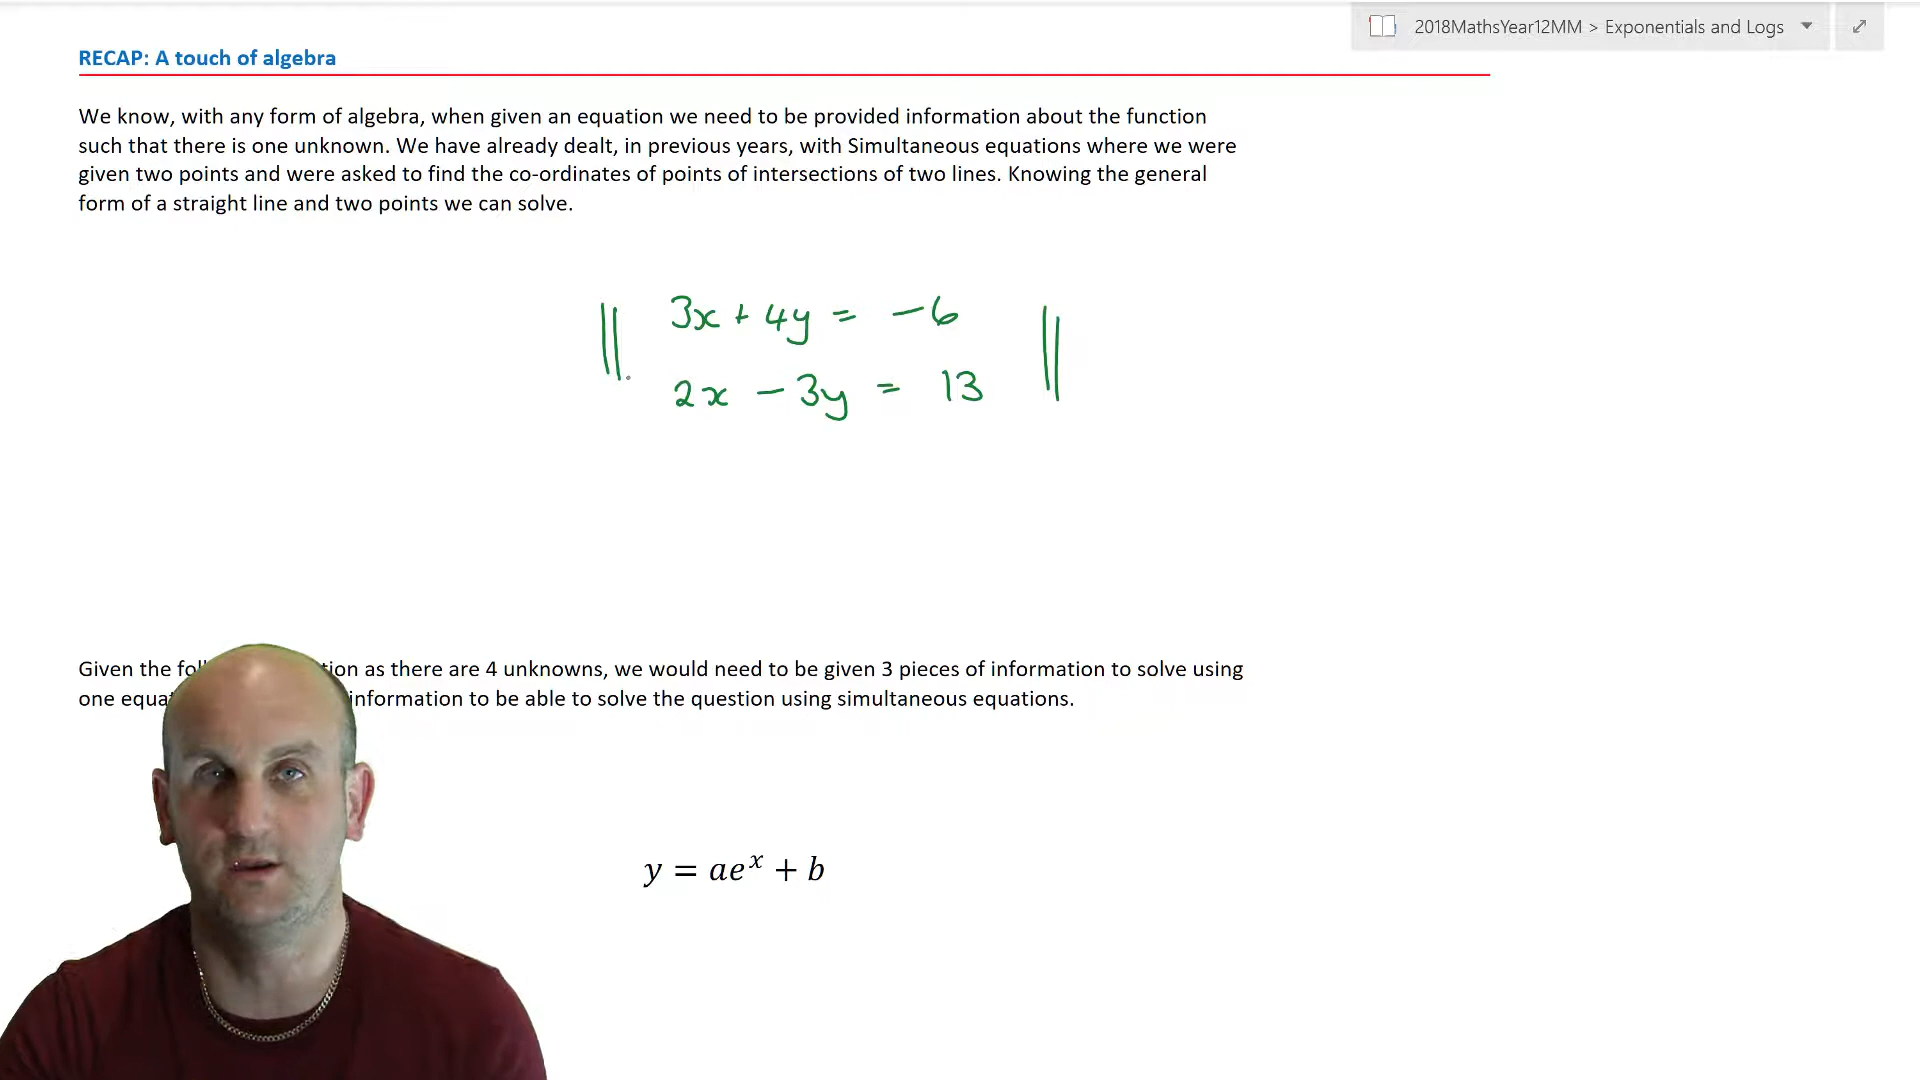 2018MathsYear12MM > Exponentials and Logs
RECAP: A touch of algebra
We know, with any form of algebra, when given an equation we need to be provided information about the function
such that there is one unknown. We have already dealt, in previous years, with Simultaneous equations where we were
given two points and were asked to find the co-ordinates of points of intersections of two lines. Knowing the general
form of a straight line and two points we can solve.
3x + 4y = -6
2x - 3y = 13
Given the tion as there are 4 unknowns, we would need to be given 3 pieces of information to solve using
one information to be able to solve the question using simultaneous equations.
y = ae^x + b